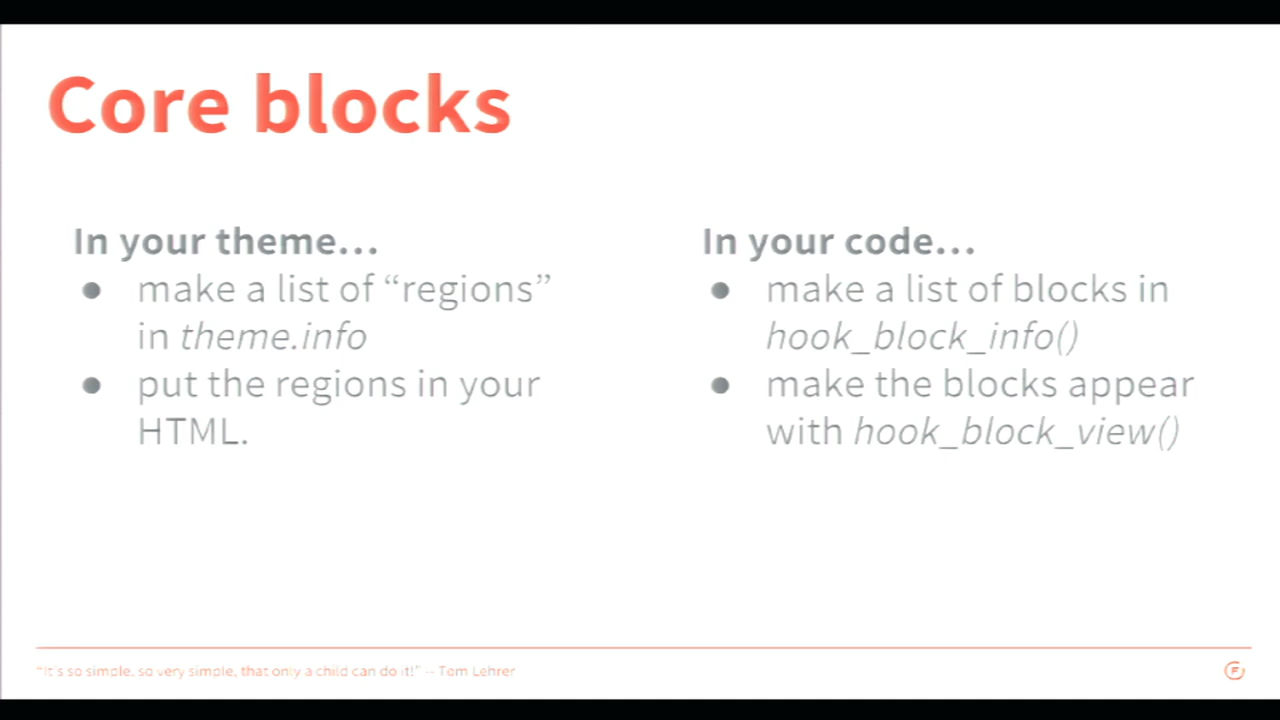 Core blocks
In your theme...
● make a list of “regions”
in theme.info
● put the regions in your
HTML.
In your code...
● make a list of blocks in
hook_block_info()
● make the blocks appear
with hook_block_view()
"It's so simple, so very simple, that only a child can do it!" -- Tom Lehrer
F